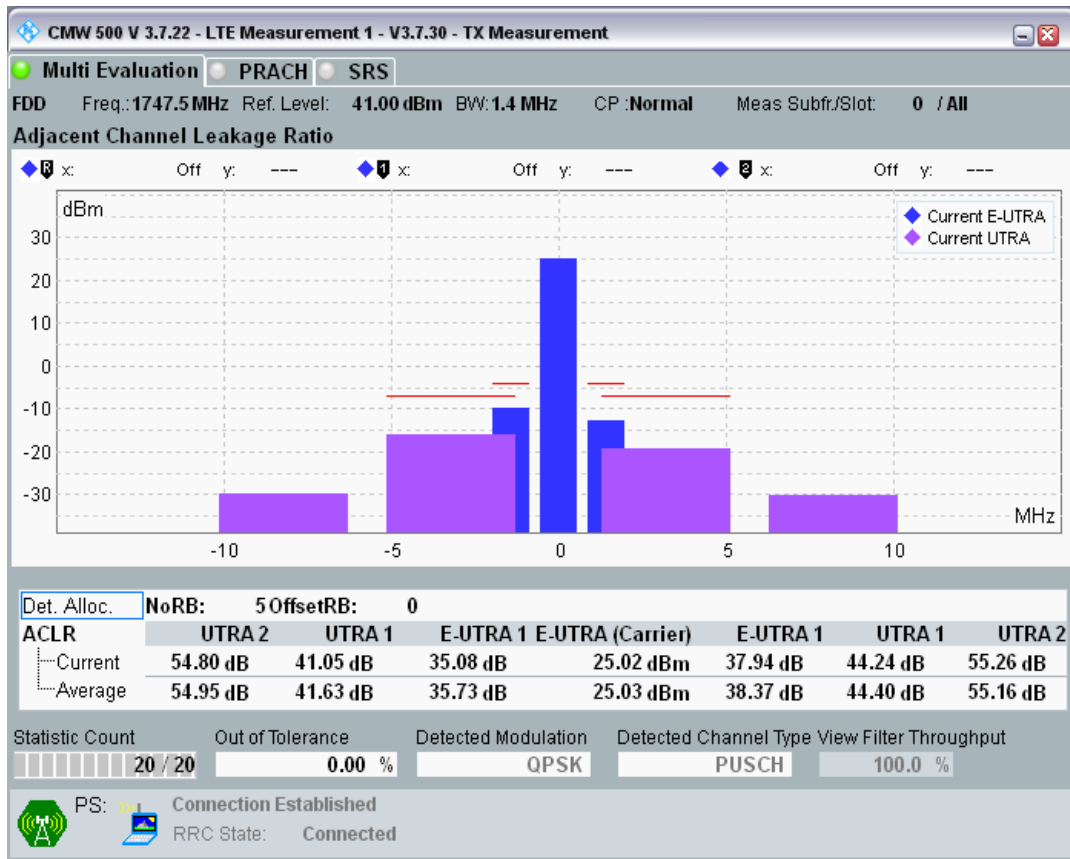 CMW 500 V 3.7.22 - LTE Measurement 1 - V3.7.30 - TX Measurement
Multi Evaluation PRACH SRS
FDD Freq.: 1747.5 MHz Ref. Level: 41.00 dBm BW: 1.4 MHz CP : Normal Meas Subfr./Slot: 0 / All
Adjacent Channel Leakage Ratio
R x: Off y: --- 1 x: Off y: --- 2 x: Off y: ---
dBm
Current E-UTRA
Current UTRA
30
20
10
0
-10
-20
-30
MHz
-10 -5 0 5 10
Det. Alloc. NoRB: 5 OffsetRB: 0
ACLR UTRA 2 UTRA 1 E-UTRA 1 E-UTRA (Carrier) E-UTRA 1 UTRA 1 UTRA 2
Current 54.80 dB 41.05 dB 35.08 dB 25.02 dBm 37.94 dB 44.24 dB 55.26 dB
Average 54.95 dB 41.63 dB 35.73 dB 25.03 dBm 38.37 dB 44.40 dB 55.16 dB
Statistic Count Out of Tolerance Detected Modulation Detected Channel Type View Filter Throughput
20 / 20 0.00 % QPSK PUSCH 100.0 %
PS: Connection Established
RRC State: Connected